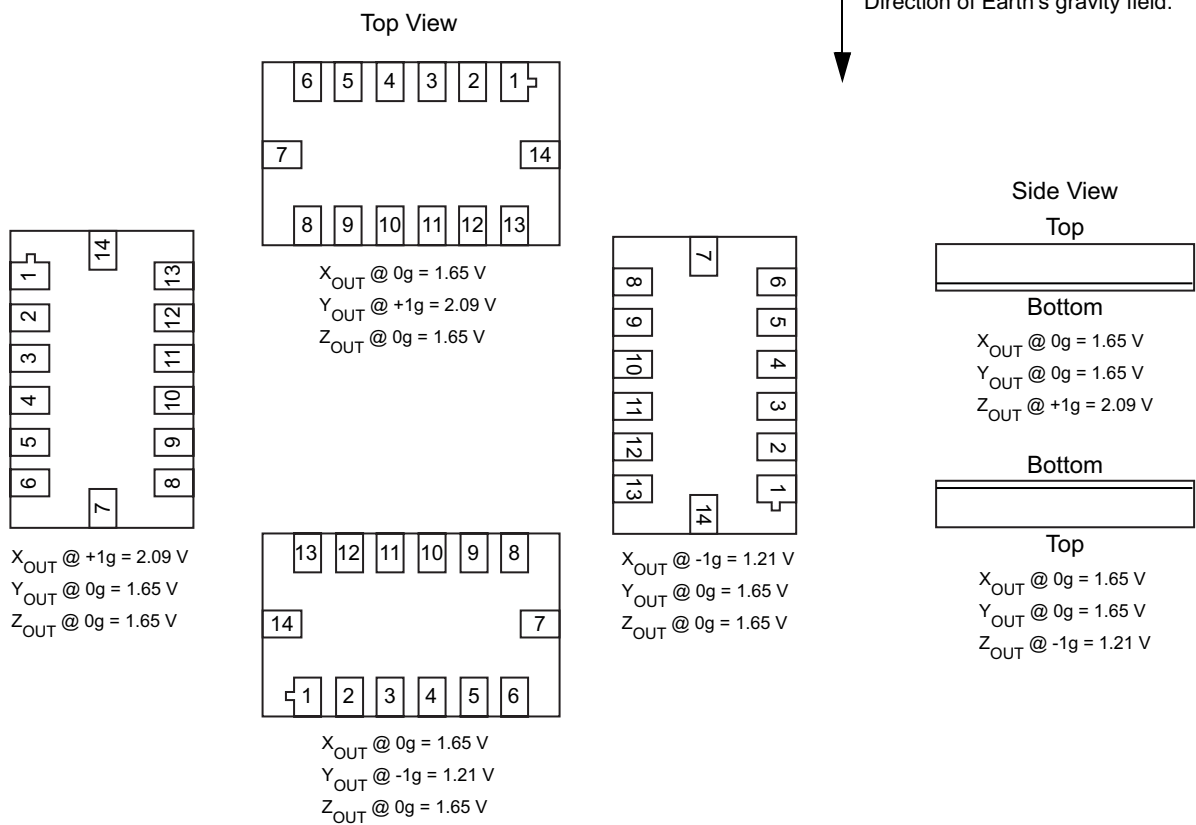 Direction of Earth's gravity field.
Top View
6 5 4 3 2 1
7 14
8 9 10 11 12 13
X_OUT @ 0g = 1.65 V
Y_OUT @ +1g = 2.09 V
Z_OUT @ 0g = 1.65 V
14
1 13
2 12
3 11
4 10
5 9
6 8
7
X_OUT @ +1g = 2.09 V
Y_OUT @ 0g = 1.65 V
Z_OUT @ 0g = 1.65 V
13 12 11 10 9 8
14 7
1 2 3 4 5 6
X_OUT @ 0g = 1.65 V
Y_OUT @ -1g = 1.21 V
Z_OUT @ 0g = 1.65 V
7
8 6
9 5
10 4
11 3
12 2
13 1
14
X_OUT @ -1g = 1.21 V
Y_OUT @ 0g = 1.65 V
Z_OUT @ 0g = 1.65 V
Side View
Top
Bottom
X_OUT @ 0g = 1.65 V
Y_OUT @ 0g = 1.65 V
Z_OUT @ +1g = 2.09 V
Bottom
Top
X_OUT @ 0g = 1.65 V
Y_OUT @ 0g = 1.65 V
Z_OUT @ -1g = 1.21 V